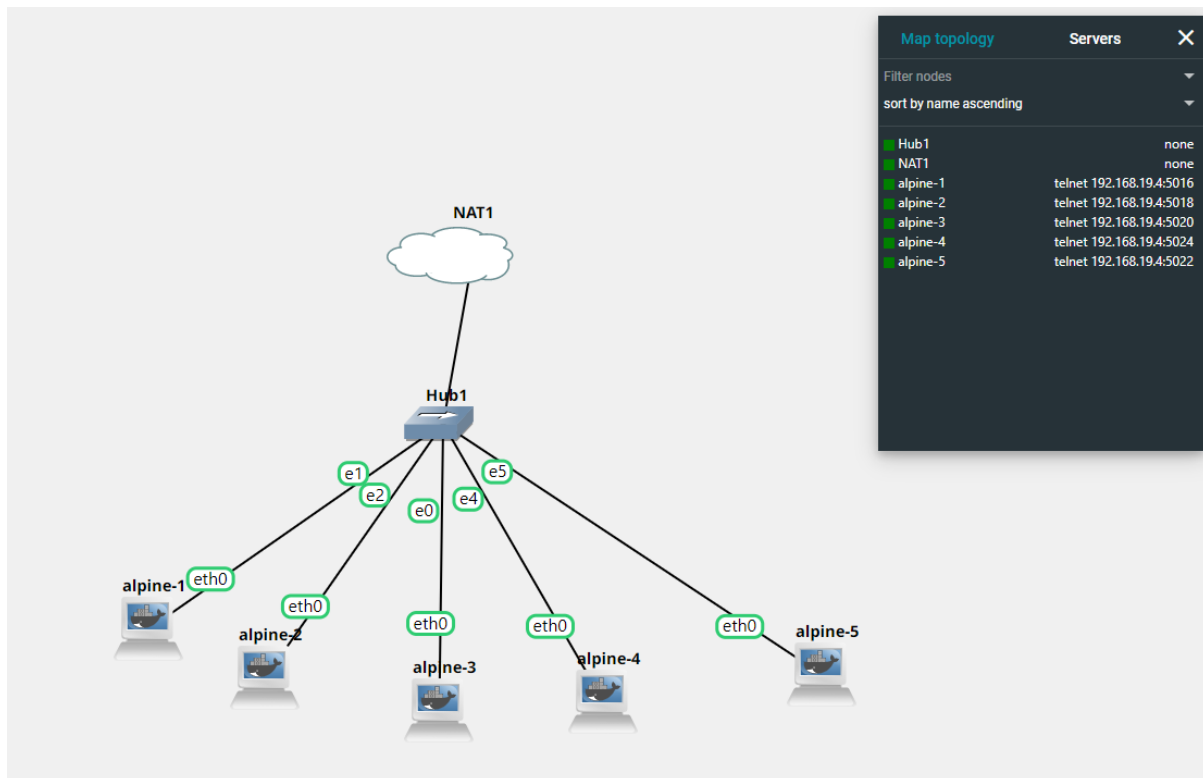 Map topology Servers
Filter nodes
sort by name ascending
Hub1 none
NAT1 none
alpine-1 telnet 192.168.19.4:5016
alpine-2 telnet 192.168.19.4:5018
alpine-3 telnet 192.168.19.4:5020
alpine-4 telnet 192.168.19.4:5024
alpine-5 telnet 192.168.19.4:5022
NAT1
Hub1
e1
e2
e0
e4
e5
alpine-1
eth0
alpine-2
eth0
alpine-3
eth0
alpine-4
eth0
alpine-5
eth0